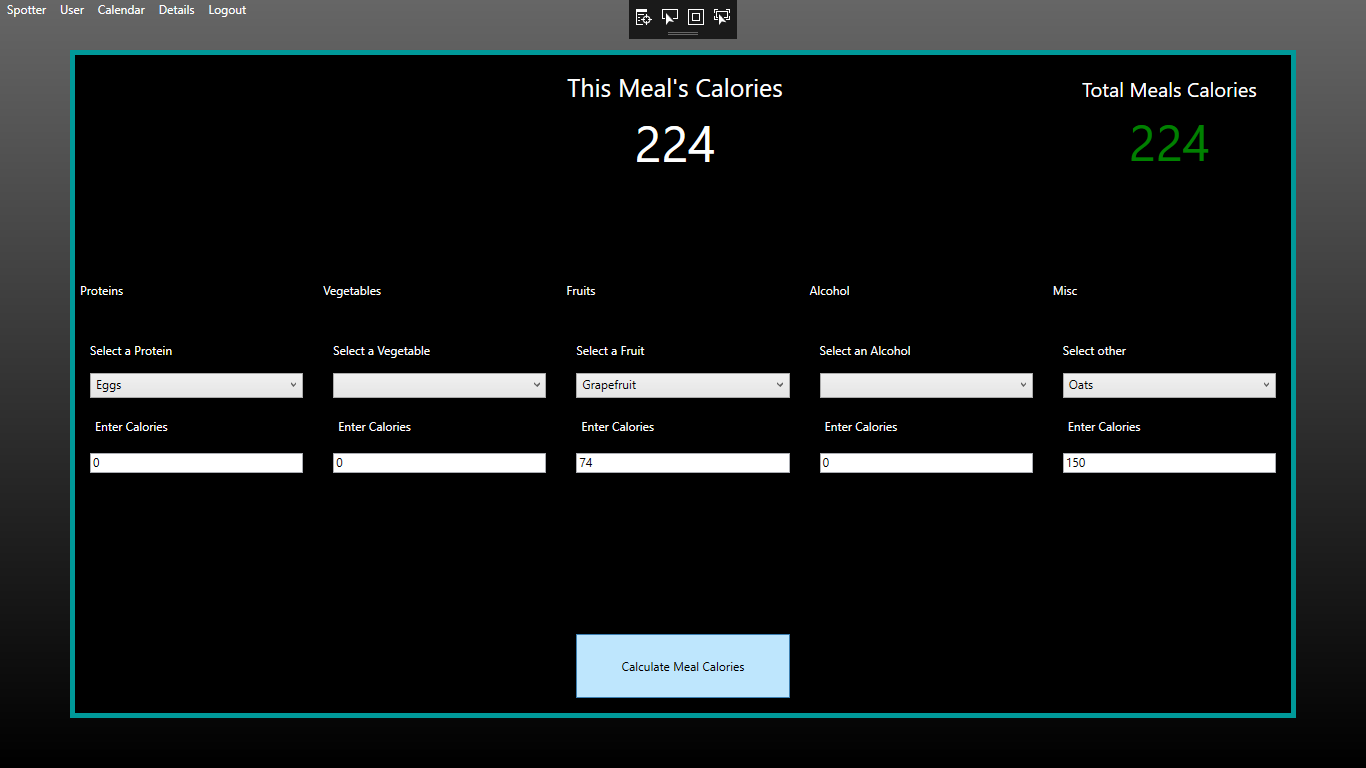 Spotter User Calendar Details Logout
This Meal's Calories Total Meals Calories
224 224
Proteins Vegetables Fruits Alcohol Misc
Select a Protein Select a Vegetable Select a Fruit Select an Alcohol Select other
Eggs Grapefruit Oats
Enter Calories Enter Calories Enter Calories Enter Calories Enter Calories
0 0 74 0 150
Calculate Meal Calories